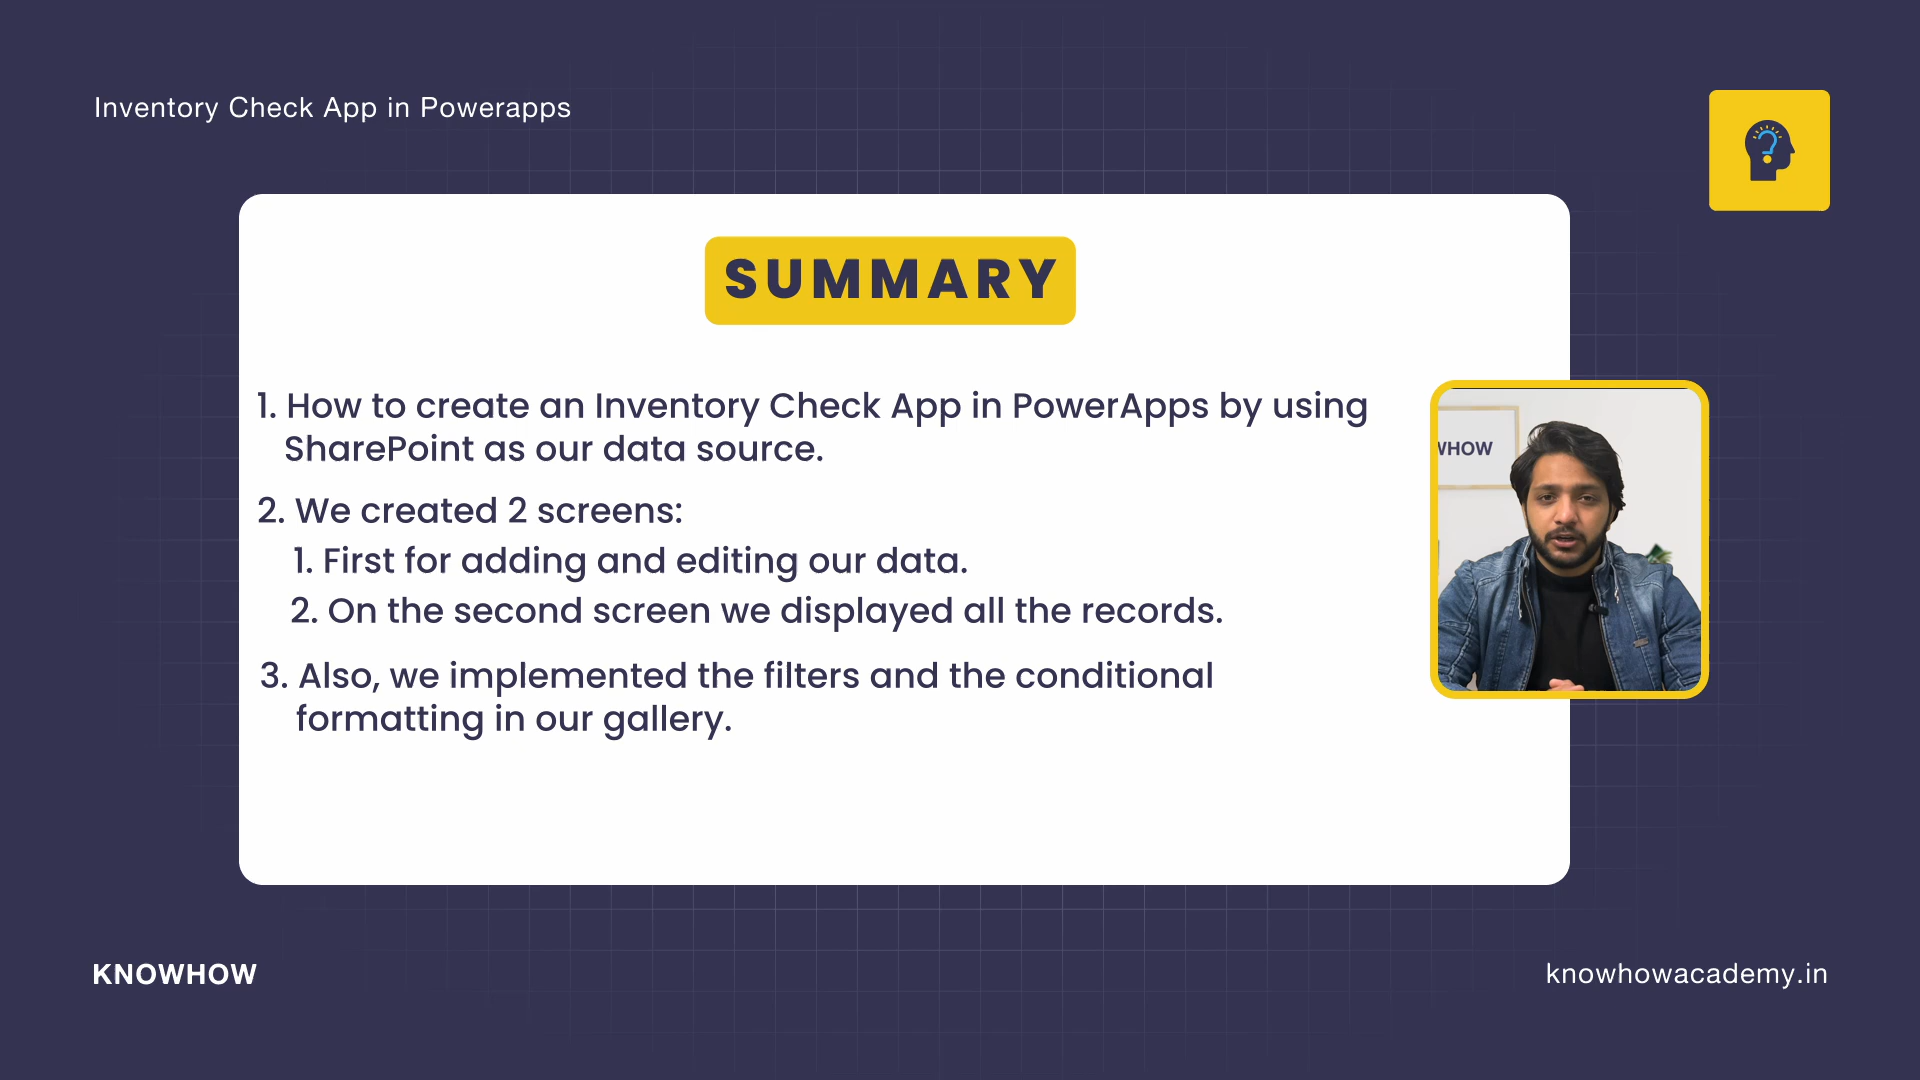 Inventory Check App in Powerapps
SUMMARY
1. How to create an Inventory Check App in PowerApps by using
SharePoint as our data source.
2. We created 2 screens:
1. First for adding and editing our data.
2. On the second screen we displayed all the records.
3. Also, we implemented the filters and the conditional
formatting in our gallery.
WHOW
KNOWHOW
knowhowacademy.in